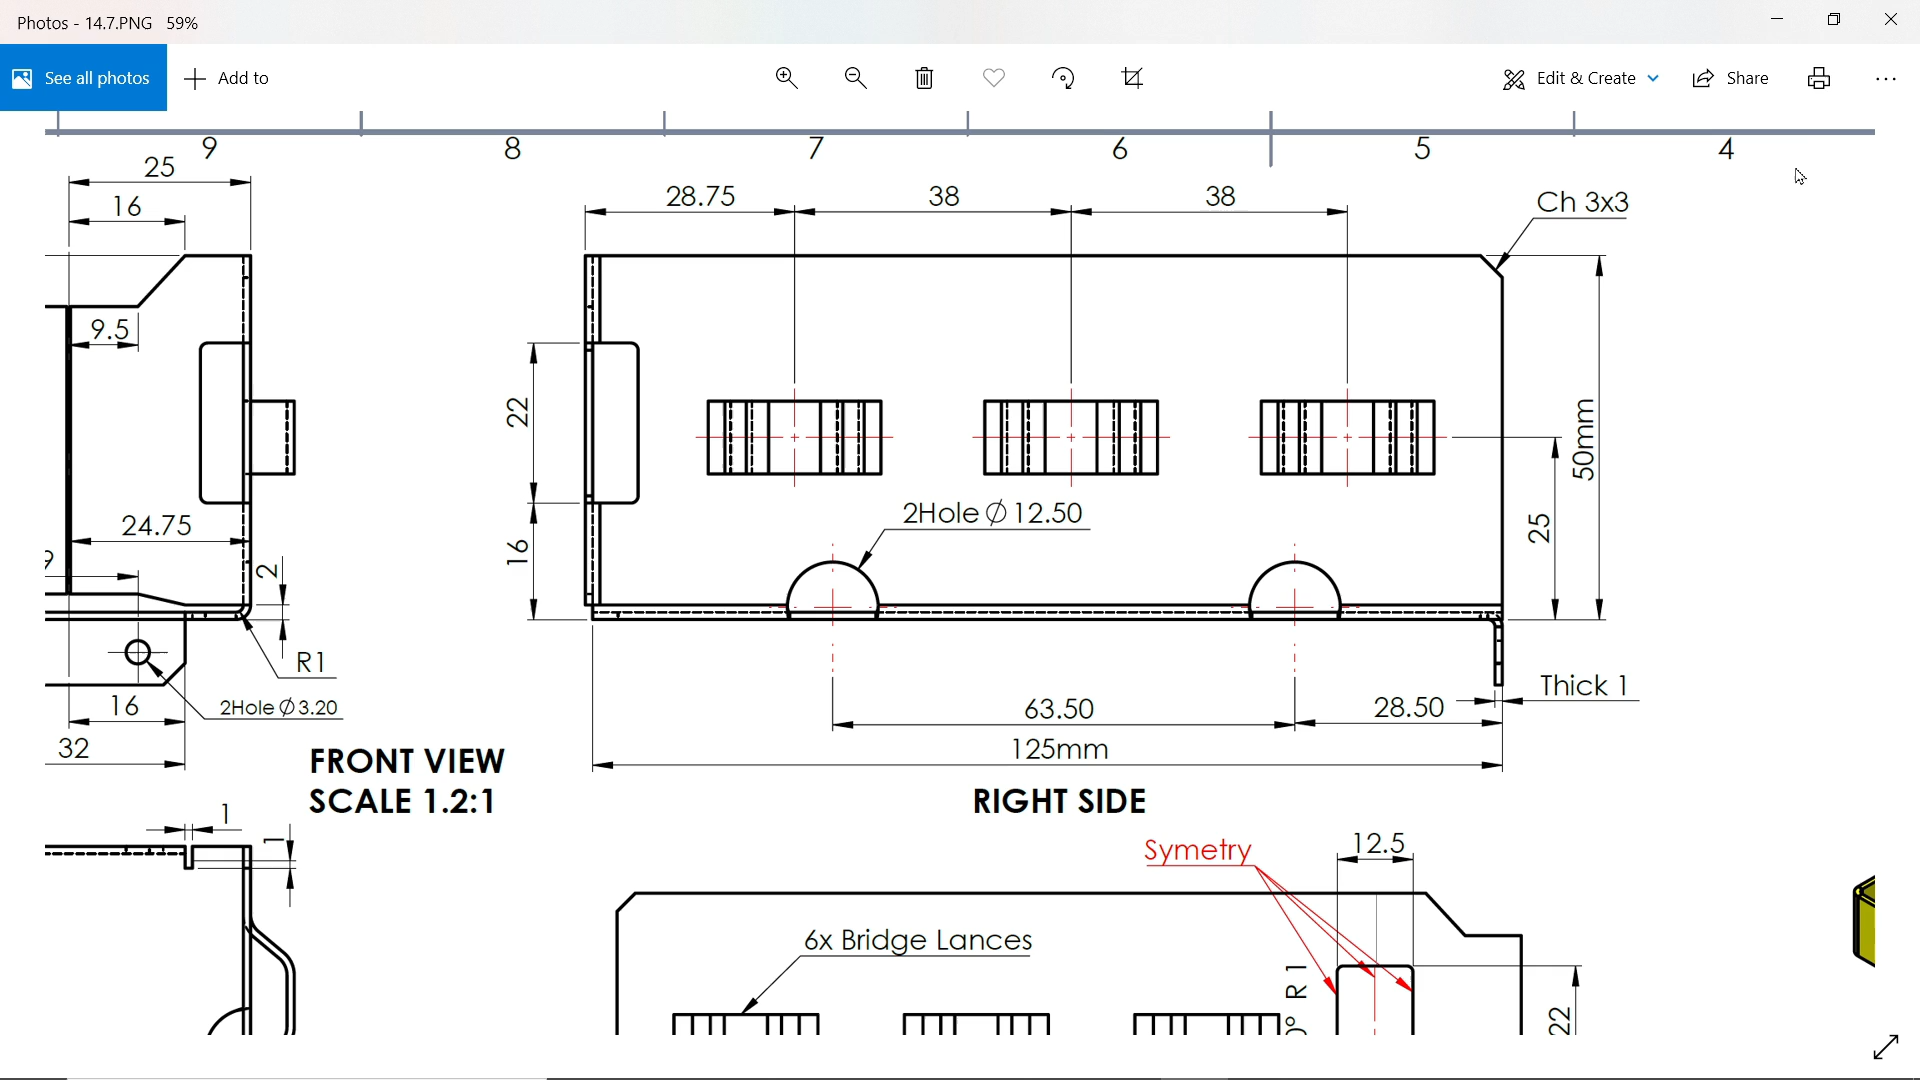 Photos - 14.7.PNG   59%
See all photos
Add to
Edit & Create
Share
9 8 7 6 5 4
25
16
9.5
24.75
9
2
R1
2Hole ∅ 3.20
16
32
FRONT VIEW
SCALE 1.2:1
28.75 38 38
Ch 3x3
22
16
2Hole ∅ 12.50
50mm
25
Thick 1
63.50 28.50
125mm
RIGHT SIDE
1
1
Symetry
12.5
6x Bridge Lances
R1
0°
22